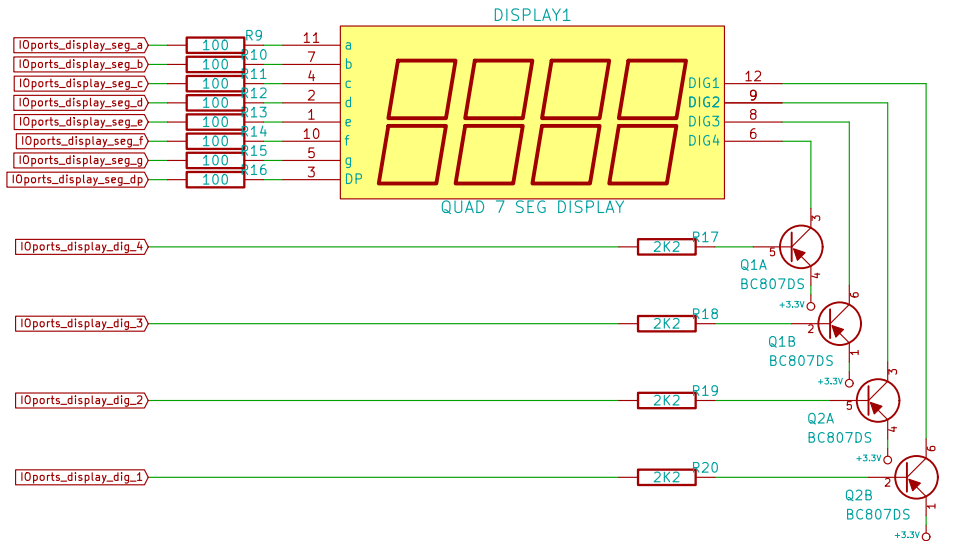 DISPLAY1
IOports_display_seg_a 100 R9 11 a
IOports_display_seg_b 100 R10 7 b
IOports_display_seg_c 100 R11 4 c DIG1 12
IOports_display_seg_d 100 R12 2 d DIG2 9
IOports_display_seg_e 100 R13 1 e DIG3 8
IOports_display_seg_f 100 R14 10 f DIG4 6
IOports_display_seg_g 100 R15 5 g
IOports_display_seg_dp 100 R16 3 DP
QUAD 7 SEG DISPLAY
IOports_display_dig_4 2K2 R17 5 3 4
Q1A
BC807DS
+3.3V
IOports_display_dig_3 2K2 R18 2 6 1
Q1B
BC807DS
+3.3V
IOports_display_dig_2 2K2 R19 5 3 4
Q2A
BC807DS
+3.3V
IOports_display_dig_1 2K2 R20 2 6 1
Q2B
BC807DS
+3.3V